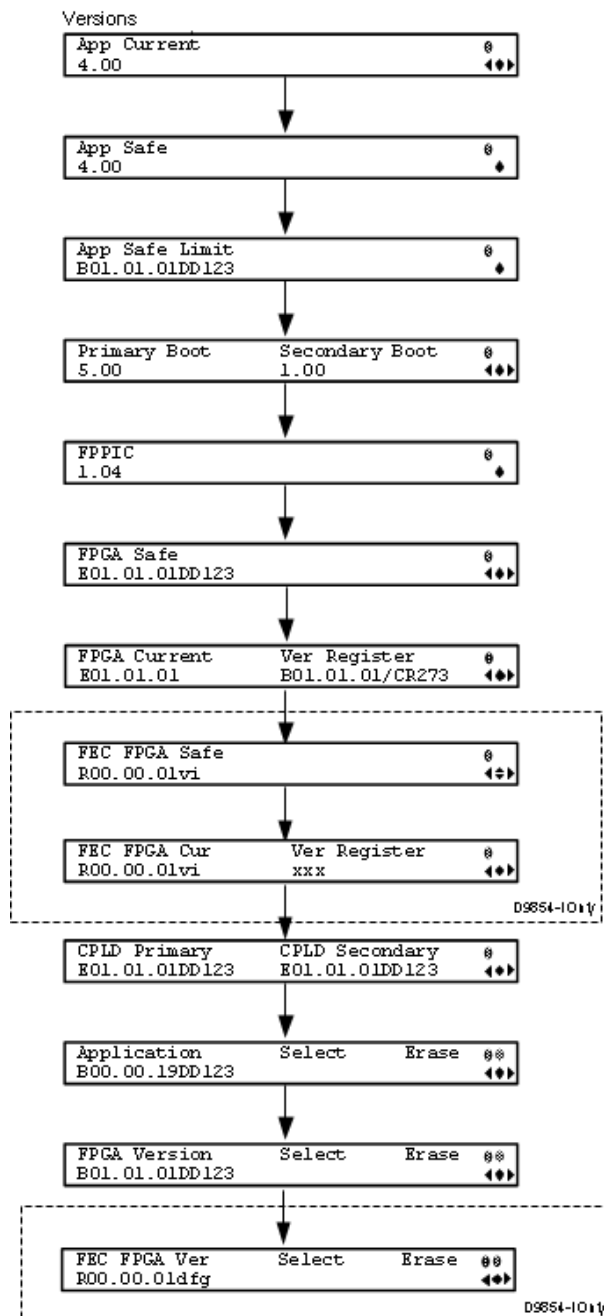 Versions
App Current
4.00
App Safe
4.00
App Safe Limit
B01.01.01DD123
Primary Boot Secondary Boot
5.00 1.00
FPPIC
1.04
FPGA Safe
E01.01.01DD123
FPGA Current Ver Register
E01.01.01 B01.01.01/CR273
FEC FPGA Safe
R00.00.01vi
FEC FPGA Cur Ver Register
R00.00.01vi xxx
D9854-I Only
CPLD Primary CPLD Secondary
E01.01.01DD123 E01.01.01DD123
Application Select Erase
B00.00.19DD123
FPGA Version Select Erase
B01.01.01DD123
FEC FPGA Ver Select Erase
R00.00.01dfg
D9854-I Only